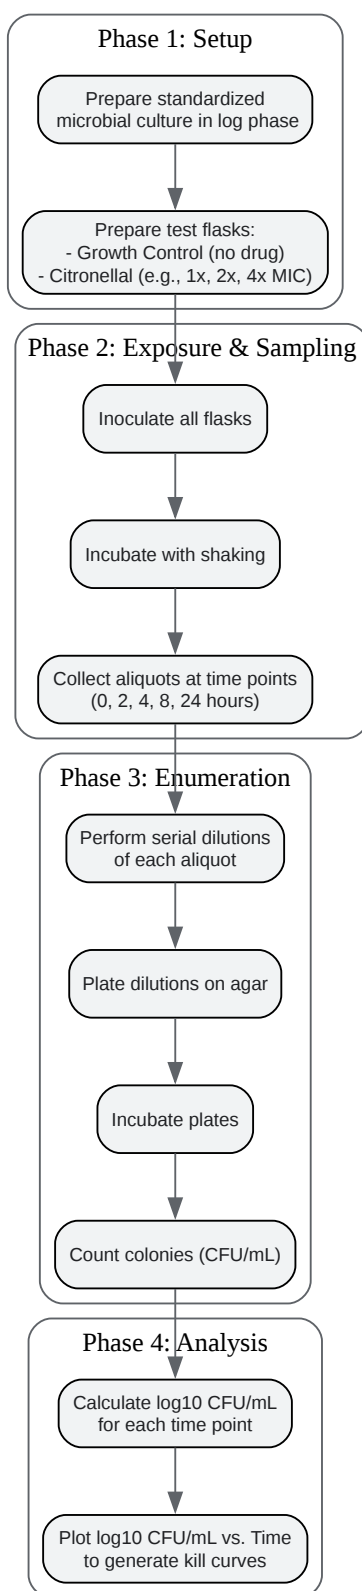 Phase 1: Setup
Prepare standardized
microbial culture in log phase
Prepare test flasks:
- Growth Control (no drug)
- Citronellal (e.g., 1x, 2x, 4x MIC)
Phase 2: Exposure & Sampling
Inoculate all flasks
Incubate with shaking
Collect aliquots at time points
(0, 2, 4, 8, 24 hours)
Phase 3: Enumeration
Perform serial dilutions
of each aliquot
Plate dilutions on agar
Incubate plates
Count colonies (CFU/mL)
Phase 4: Analysis
Calculate log10 CFU/mL
for each time point
Plot log10 CFU/mL vs. Time
to generate kill curves